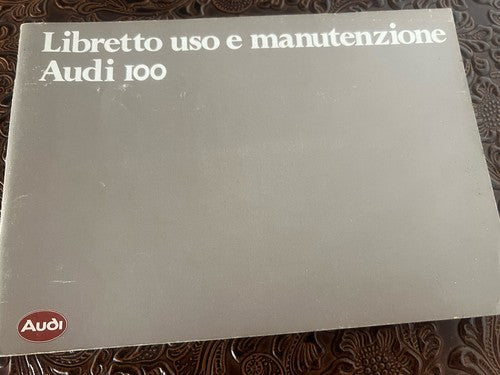 Libretto uso e manutenzione
Audi 100
Audi